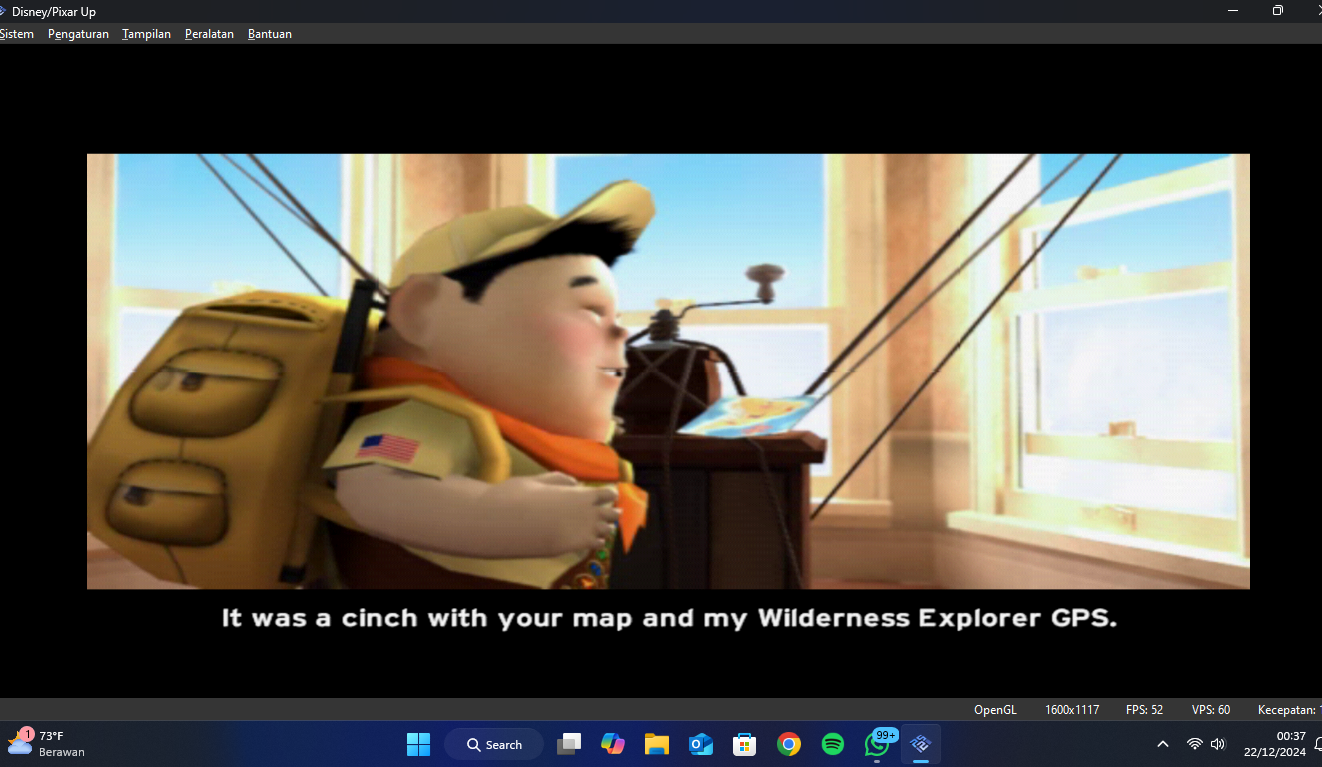 Disney/Pixar Up
Sistem Pengaturan Tampilan Peralatan Bantuan
It was a cinch with your map and my Wilderness Explorer GPS.
OpenGL 1600x1117 FPS: 52 VPS: 60 Kecepatan:
1 73°F
Berawan
Search
99+
00:37
22/12/2024